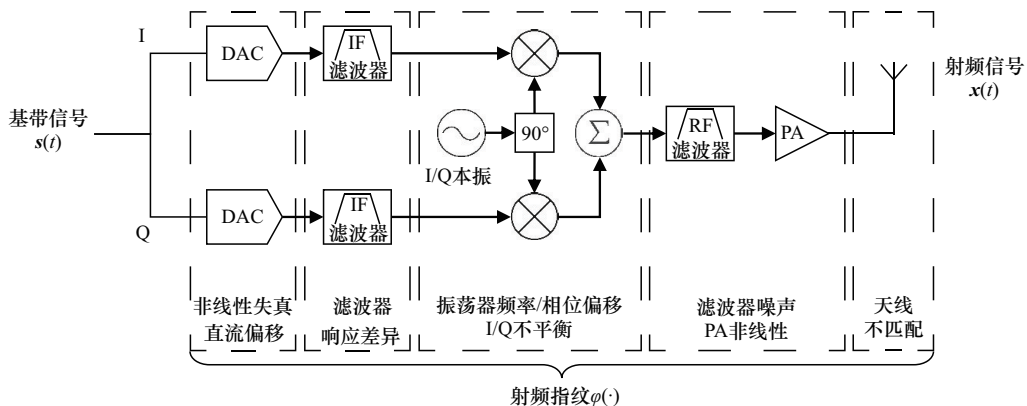 I
DAC
IF
滤波器
基带信号
s(t)
90°
I/Q本振
Σ
RF
滤波器
PA
射频信号
x(t)
DAC
IF
滤波器
Q
非线性失真
直流偏移
滤波器
响应差异
振荡器频率/相位偏移
I/Q不平衡
滤波器噪声
PA非线性
天线
不匹配
射频指纹φ(·)